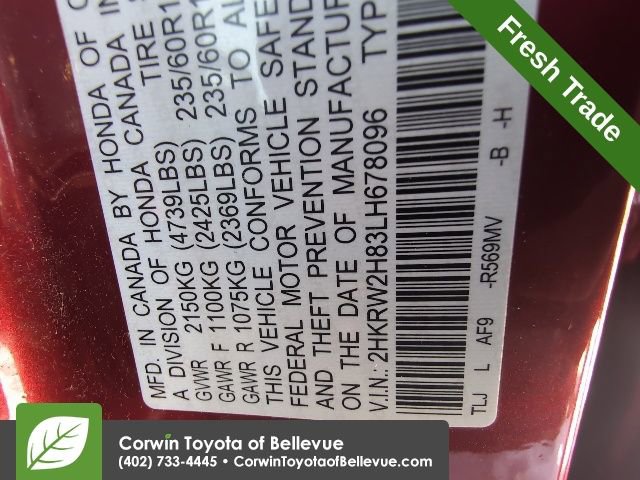 MFD. IN CANADA BY HONDA OF C
A DIVISION OF HONDA CANADA IN
GVWR 2150KG (4739LBS) TIRE S
GAWR F 1100KG (2425LBS) 235/60R1
GAWR R 1075KG (2369LBS) 235/60R1
THIS VEHICLE CONFORMS TO AL
FEDERAL MOTOR VEHICLE SAFE
AND THEFT PREVENTION STAND
ON THE DATE OF MANUFACTUR
V.I.N.: 2HKRW2H83LH678096 TYP
TLJ L AF9 -R569MV -B -H
Fresh Trade
Corwin Toyota of Bellevue
(402) 733-4445 • CorwinToyotaofBellevue.com